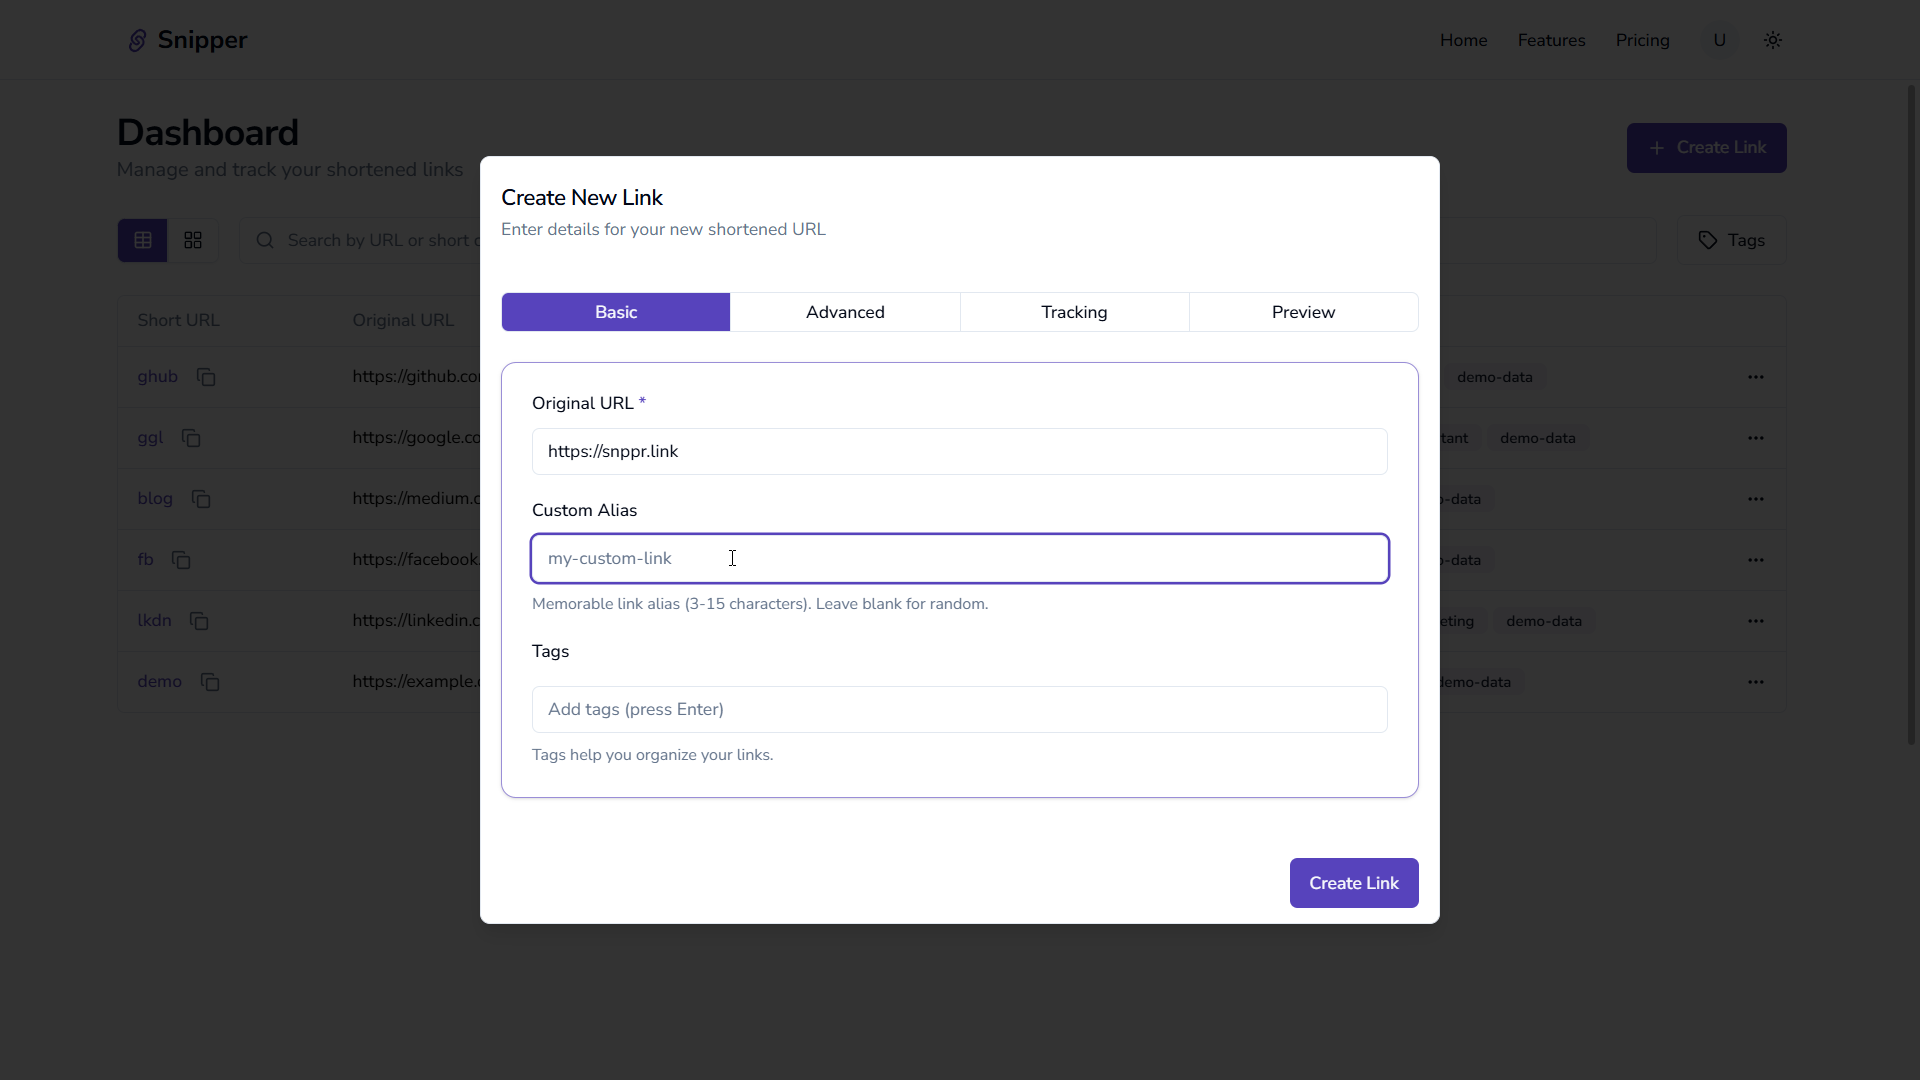 Snipper
Home Features Pricing U
Dashboard
Manage and track your shortened links
Create Link
Search by URL or short
Tags
Short URL Original URL
ghub https://github.co demo-data
ggl https://google.co tant demo-data
blog https://medium.c o-data
fb https://facebook. o-data
lkdn https://linkedin.c eting demo-data
demo https://example. demo-data
Create New Link
Enter details for your new shortened URL
Basic Advanced Tracking Preview
Original URL *
https://snppr.link
Custom Alias
my-custom-link
Memorable link alias (3-15 characters). Leave blank for random.
Tags
Add tags (press Enter)
Tags help you organize your links.
Create Link